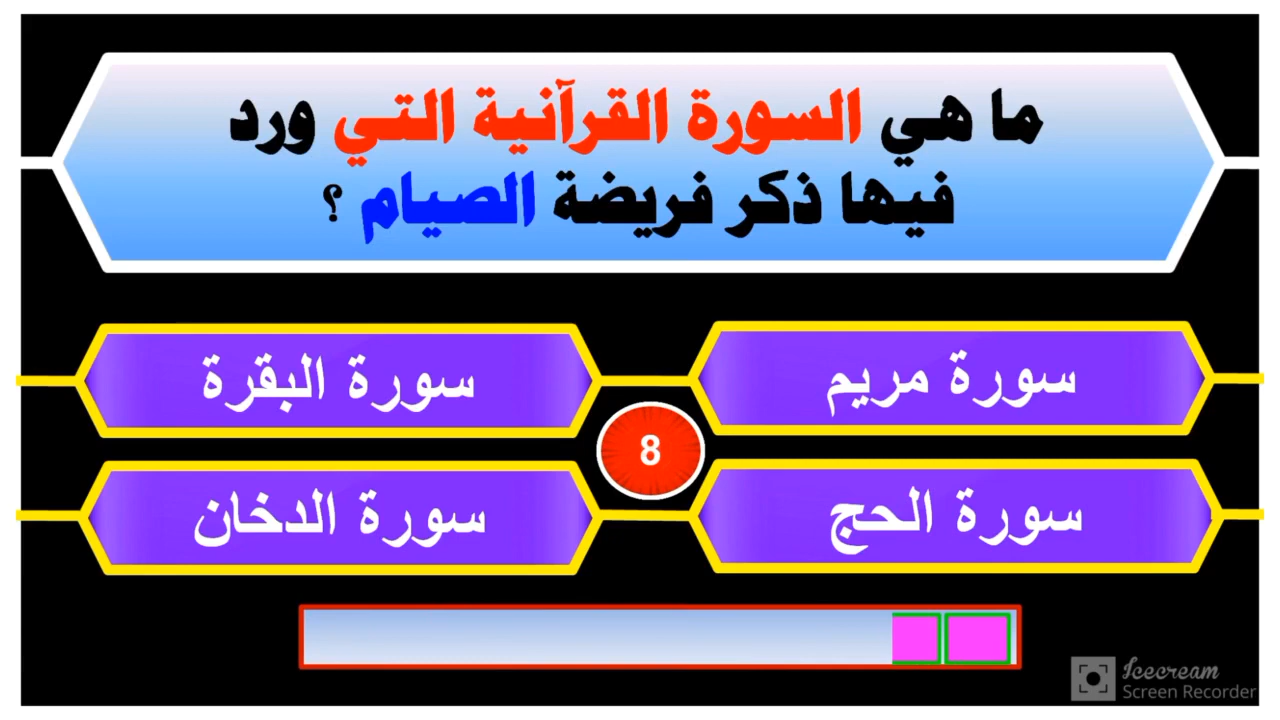 ما هي السورة القرآنية التي ورد
فيها ذكر فريضة الصيام ؟
سورة مريم
سورة البقرة
8
سورة الحج
سورة الدخان
Icecream
Screen Recorder